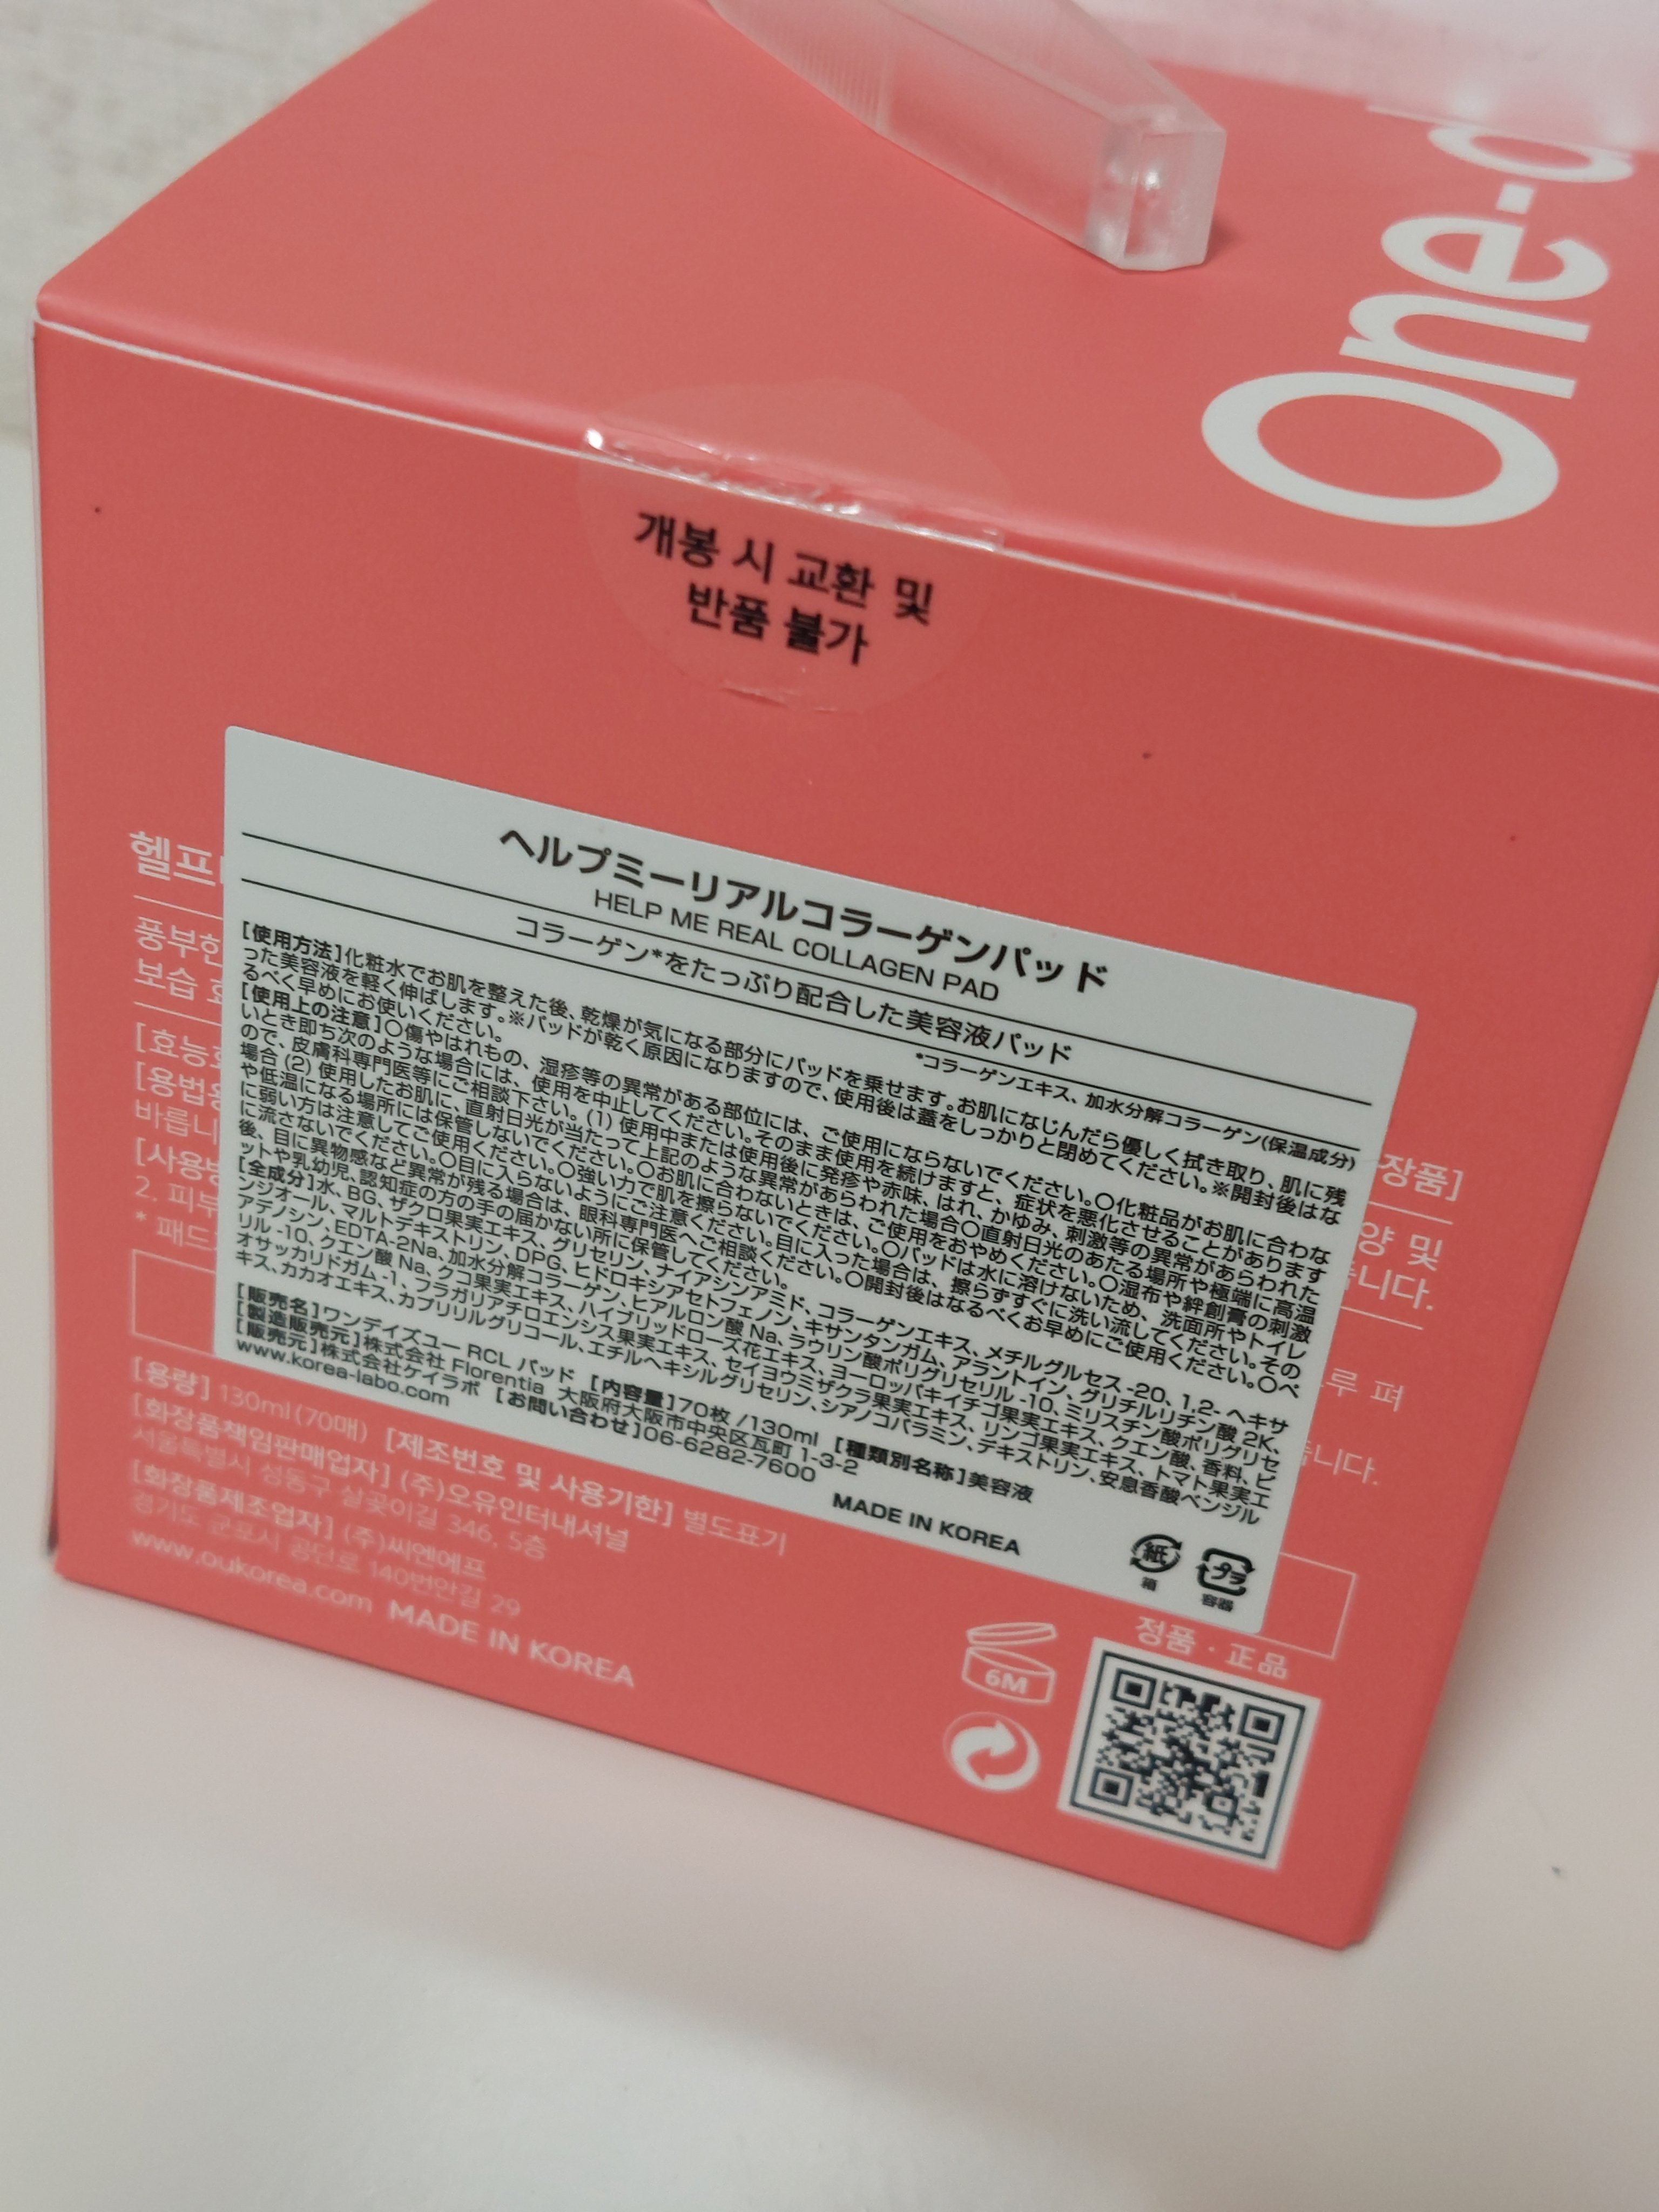 One-d
개봉 시 교환 및
반품 불가
ヘルプミーリアルコラーゲンパッド
HELP ME REAL COLLAGEN PAD
コラーゲン*をたっぷり配合した美容液パッド
*コラーゲンエキス、加水分解コラーゲン(保湿成分)
[使用方法]化粧水でお肌を整えた後、乾燥が気になる部分にパッドを乗せます。お肌になじんだら優しく拭き取り、肌に残
った美容液を軽く伸ばします。※パッドが乾く原因になりますので、使用後は蓋をしっかりと閉めてください。※開封後はな
るべく早めにお使いください。
[使用上の注意]〇傷やはれもの、湿疹等の異常がある部位には、ご使用にならないでください。〇化粧品がお肌に合わな
いとき即ち次のような場合には、使用を中止してください。そのまま使用を続けますと、症状を悪化させることがあります
ので、皮膚科専門医等にご相談下さい。(1) 使用中または使用後に発疹や赤味、はれ、かゆみ、刺激等の異常があらわれた
場合 (2) 使用したお肌に、直射日光が当たって上記のような異常があらわれた場合〇直射日光のあたる場所や極端に高温
や低温になる場所には保管しないでください。〇お肌に合わないときは、ご使用をおやめください。〇湿布や絆創膏の刺激
に弱い方は注意してご使用ください。〇強い力で肌を擦らないでください。〇パッドは水に溶けないため、洗面所やトイレ
に流さないでください。〇目に入らないようにご注意ください。目に入った場合は、擦らずすぐに洗い流してください。その
後、目に異物感など異常が残る場合は、眼科専門医へご相談ください。〇開封後はなるべくお早めにご使用ください。〇ペ
ットや乳幼児、認知症の方の手の届かない所に保管してください。
[全成分]水、BG、ザクロ果実エキス、グリセリン、ナイアシンアミド、コラーゲンエキス、メチルグルセス-20、1,2-ヘキサ
ンジオール、マルトデキストリン、DPG、ヒドロキシアセトフェノン、キサンタンガム、アラントイン、グリチルリチン酸 2K、
アデノシン、EDTA-2Na、加水分解コラーゲン、ヒアルロン酸 Na、ラウリン酸ポリグリセリル-10、ミリスチン酸ポリグリセ
リル-10、クエン酸 Na、クコ果実エキス、ハイブリッドローズ花エキス、ヨーロッパキイチゴ果実エキス、クエン酸、香料、ビ
オサッカリドガム-1、フラガリアチロエンシス果実エキス、セイヨウミザクラ果実エキス、リンゴ果実エキス、トマト果実エ
キス、カカオエキス、カプリリルグリコール、エチルヘキシルグリセリン、シアノコバラミン、デキストリン、安息香酸ベンジル
[販売名]ワンデイズユー RCL パッド [内容量]70枚 /130ml [種類別名称]美容液
[製造販売元]株式会社 Florentia 大阪府大阪市中央区瓦町 1-3-2
[販売元]株式会社ケイラボ [お問い合わせ]06-6282-7600
www.korea-labo.com
MADE IN KOREA
紙
箱
プラ
容器
헬프
풍부한
보습
[효능
[용법용
바릅니
[사용방
2. 피부
* 패드
장품]
양 및
습니다.
루 펴
습니다.
[용량] 130ml(70매) [제조번호 및 사용기한] 별도표기
[화장품책임판매업자] (주)오유인터내셔널
서울특별시 성동구 살곶이길 346, 5층
[화장품제조업자] (주)씨엔에프
경기도 군포시 공단로 140번안길 29
www.oukorea.com MADE IN KOREA
6M
정품 · 正品